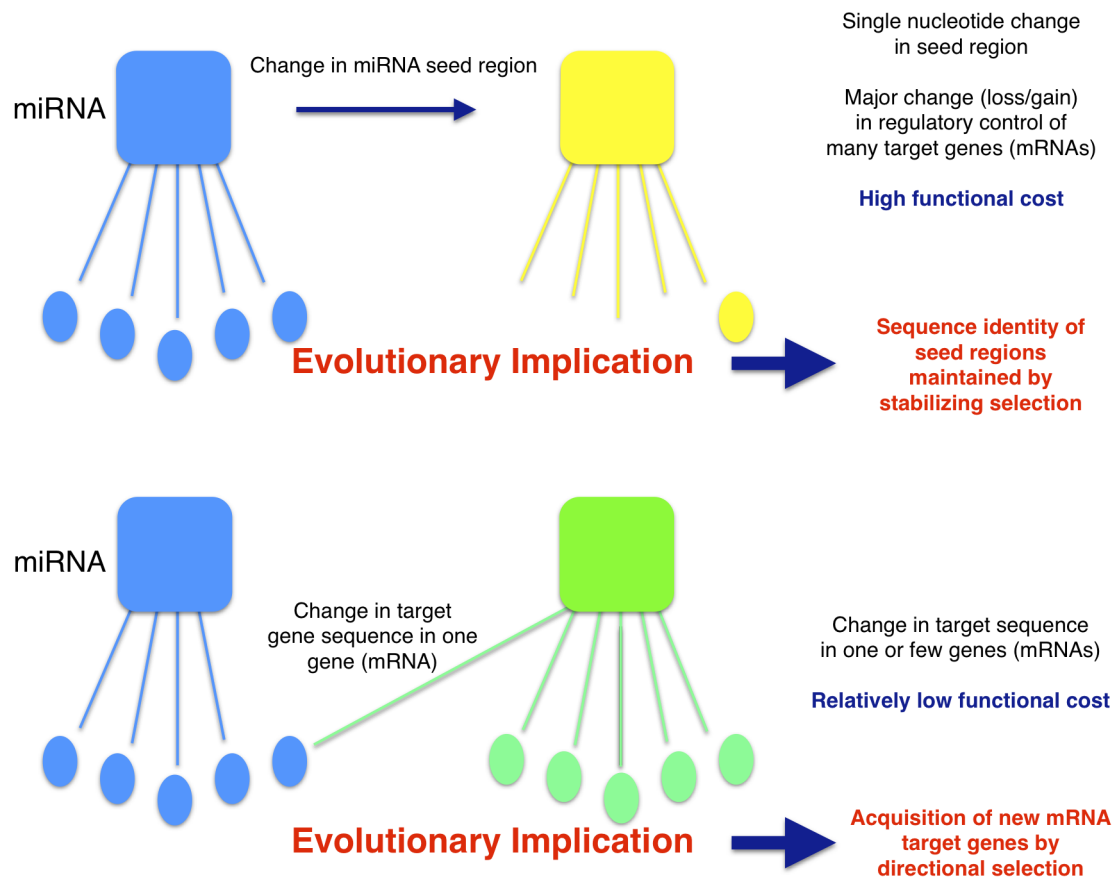 miRNA
Change in miRNA seed region
Single nucleotide change
in seed region
Major change (loss/gain)
in regulatory control of
many target genes (mRNAs)
High functional cost
Evolutionary Implication
Sequence identity of
seed regions
maintained by
stabilizing selection
miRNA
Change in target
gene sequence in one
gene (mRNA)
Change in target sequence
in one or few genes (mRNAs)
Relatively low functional cost
Evolutionary Implication
Acquisition of new mRNA
target genes by
directional selection